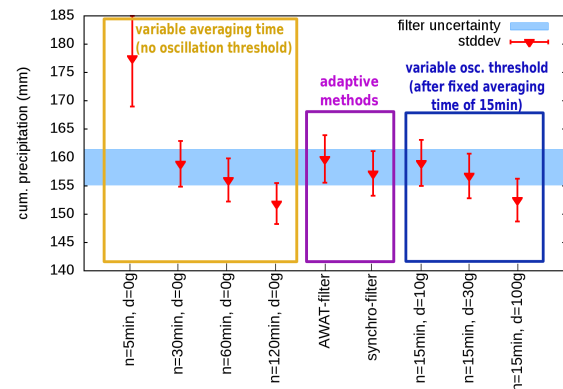 185
180
175
170
165
160
155
150
145
140
cum. precipitation (mm)
filter uncertainty
stddev
variable averaging time
(no oscillation threshold)
adaptive
methods
variable osc. threshold
(after fixed averaging
time of 15min)
n=5min, d=0g
n=30min, d=0g
n=60min, d=0g
n=120min, d=0g
AWAT-filter
synchro-filter
n=15min, d=10g
n=15min, d=30g
n=15min, d=100g